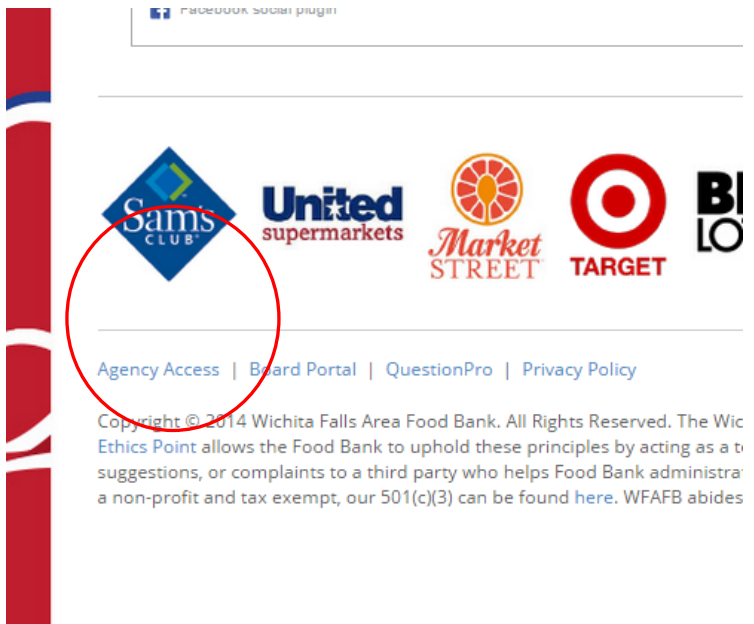 Facebook social plugin
Sam's
CLUB
United
supermarkets
Market
STREET
TARGET
Agency Access | Board Portal | QuestionPro | Privacy Policy
Copyright © 2014 Wichita Falls Area Food Bank. All Rights Reserved. The
Ethics Point allows the Food Bank to uphold these principles by acting as a
suggestions, or complaints to a third party who helps Food Bank
a non-profit and tax exempt, our 501(c)(3) can be found here. WFAFB abides